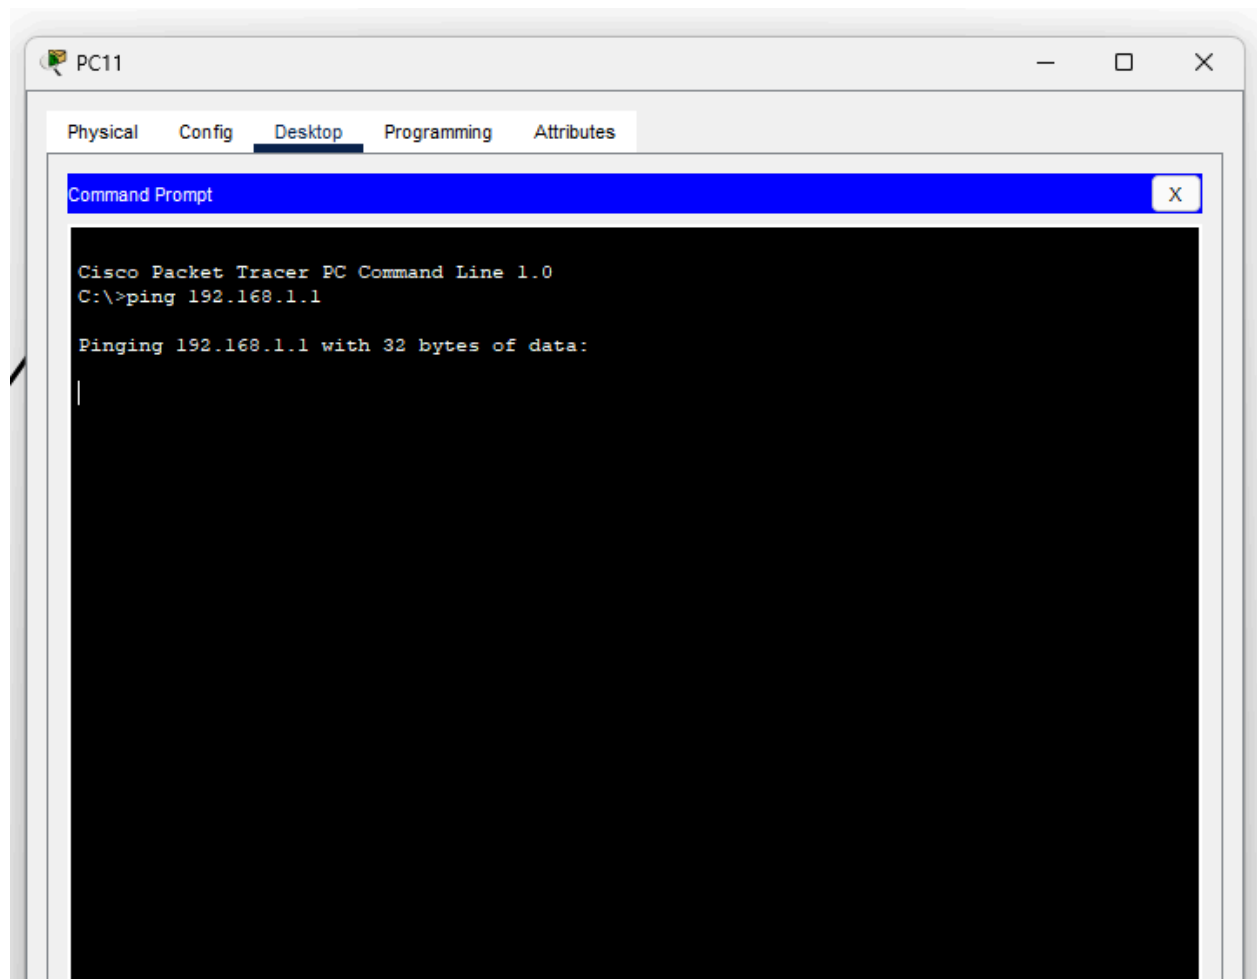 PC11
Physical Config Desktop Programming Attributes
Command Prompt X
Cisco Packet Tracer PC Command Line 1.0
C:\>ping 192.168.1.1
Pinging 192.168.1.1 with 32 bytes of data: